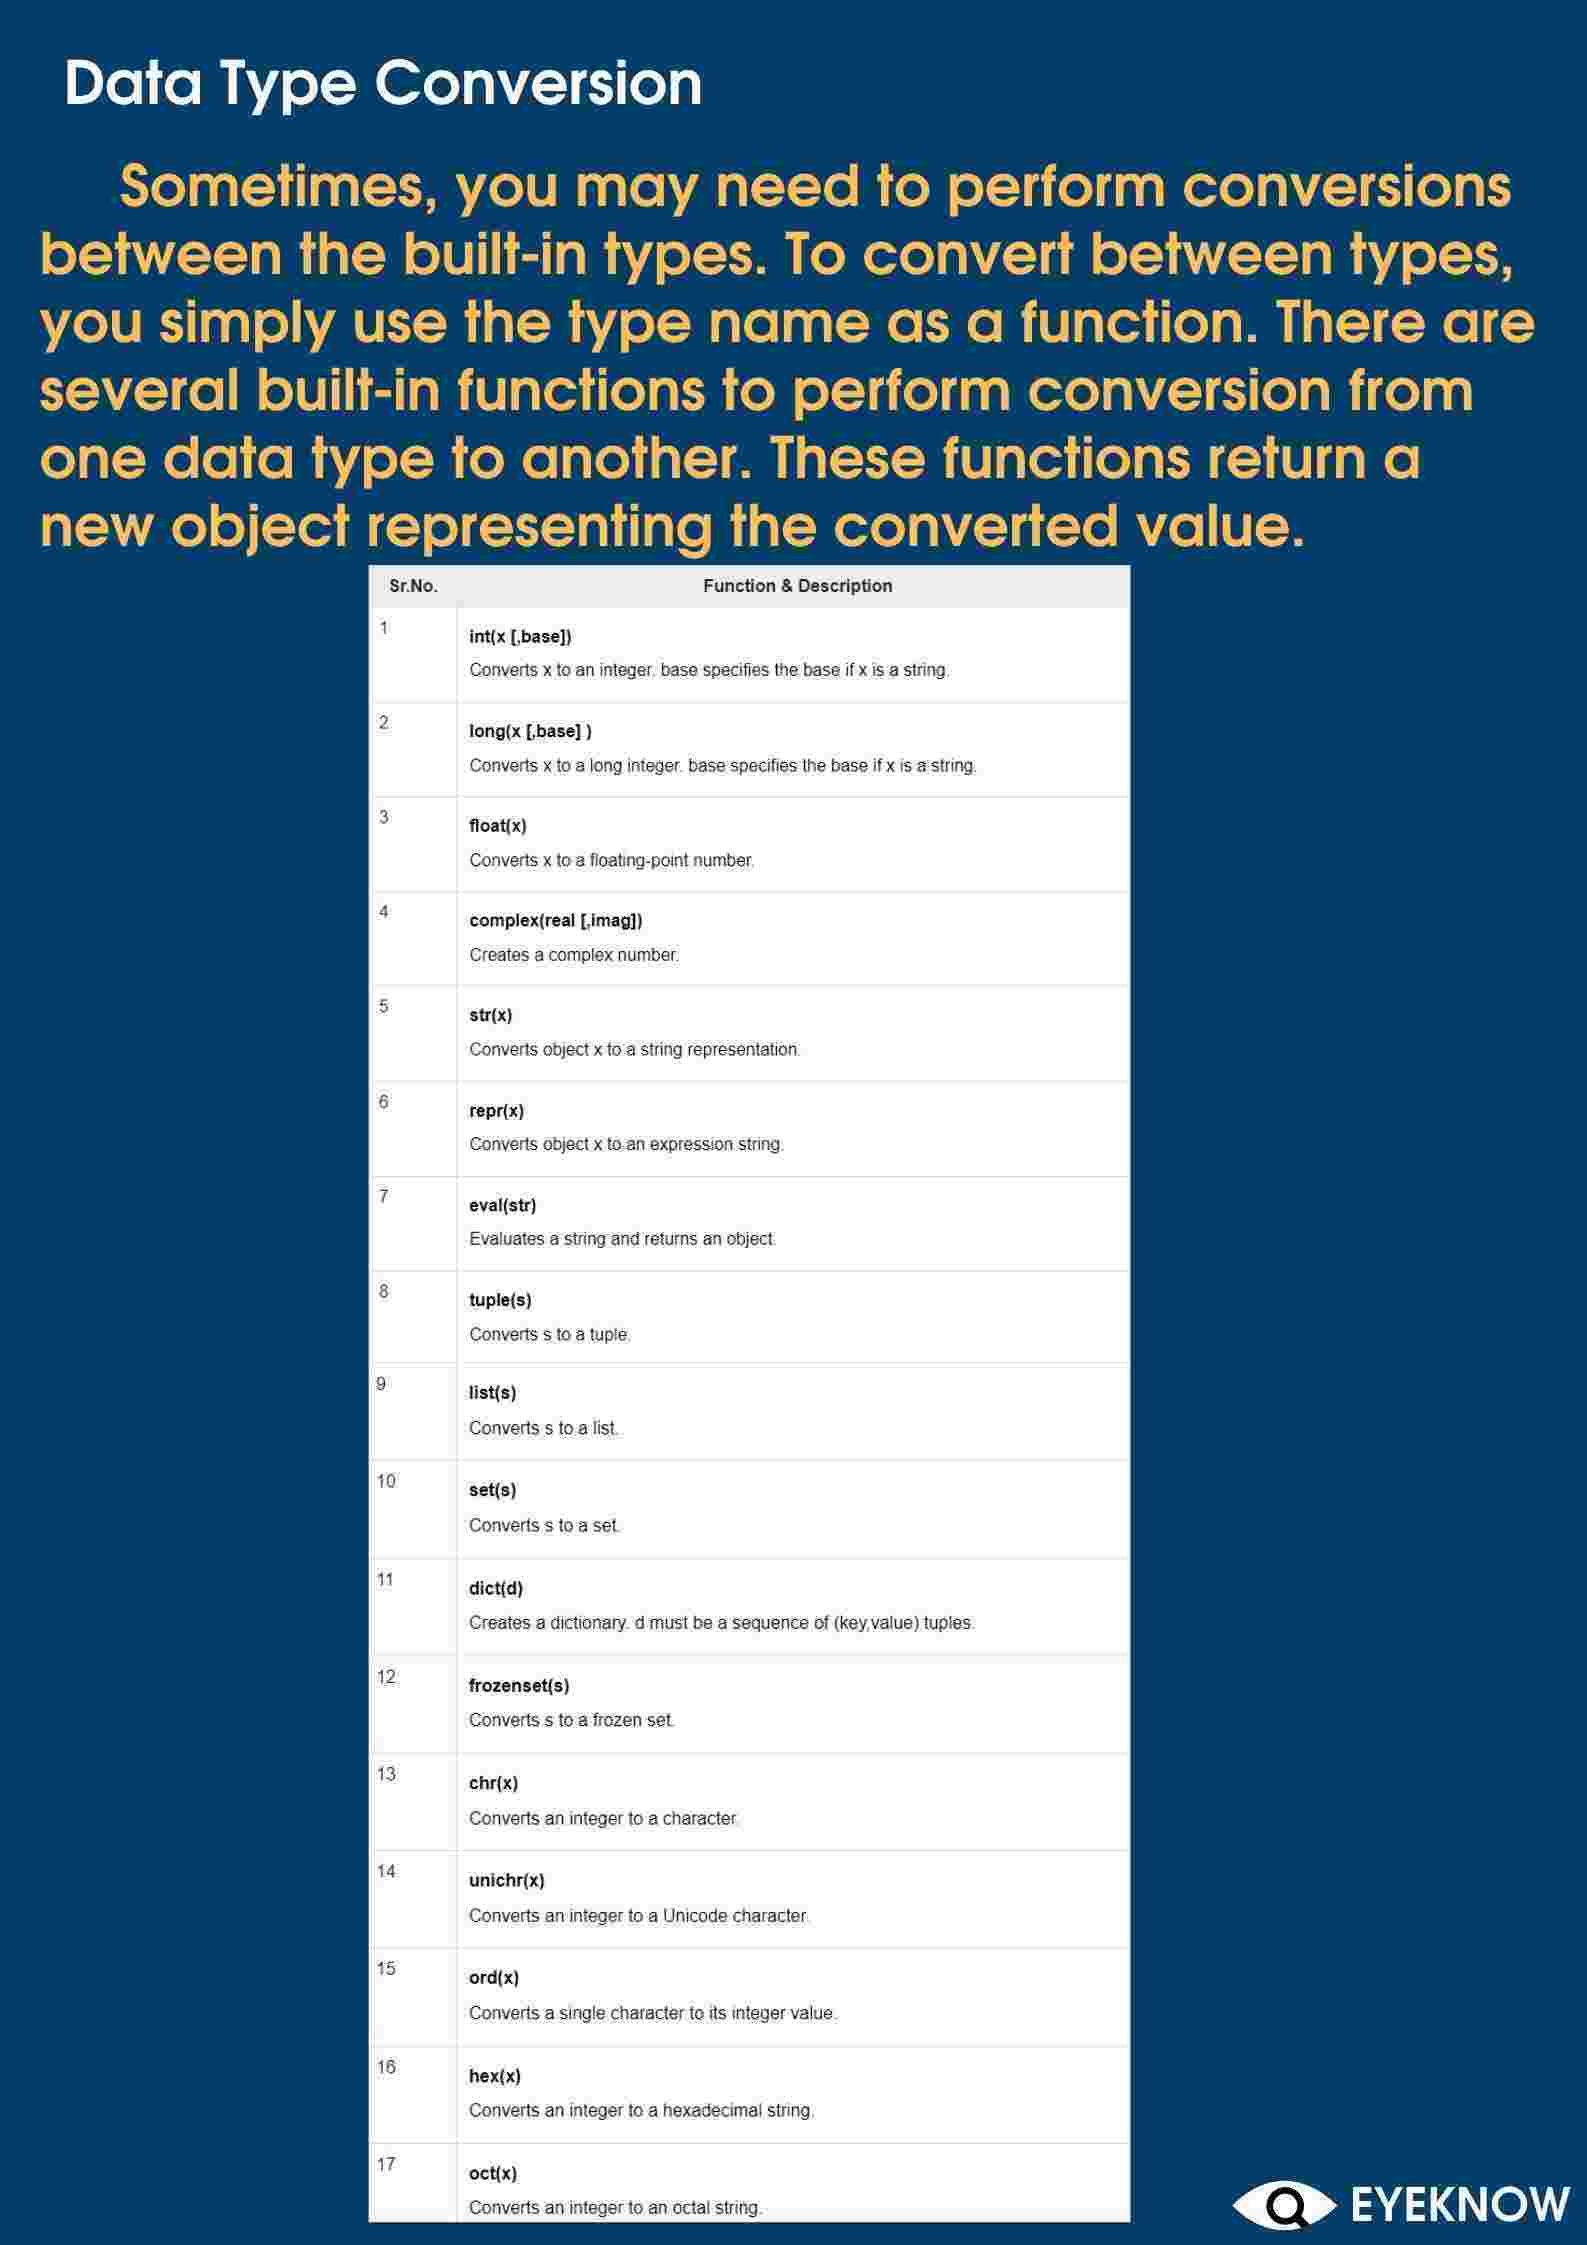 Data Type Conversion
Sometimes, you may need to perform conversions
between the built-in types. To convert between types,
you simply use the type name as a function. There are
several built-in functions to perform conversion from
one data type to another. These functions return a
new object representing the converted value.
Sr.No. Function & Description
1
int(x [,base])
Converts x to an integer. base specifies the base if x is a string.
2
long(x [,base] )
Converts x to a long integer. base specifies the base if x is a string.
3
float(x)
Converts x to a floating-point number.
4
complex(real [,imag])
Creates a complex number.
5
str(x)
Converts object x to a string representation.
6
repr(x)
Converts object x to an expression string.
7
eval(str)
Evaluates a string and returns an object.
8
tuple(s)
Converts s to a tuple.
9
list(s)
Converts s to a list.
10
set(s)
Converts s to a set.
11
dict(d)
Creates a dictionary. d must be a sequence of (key,value) tuples.
12
frozenset(s)
Converts s to a frozen set.
13
chr(x)
Converts an integer to a character.
14
unichr(x)
Converts an integer to a Unicode character.
15
ord(x)
Converts a single character to its integer value.
16
hex(x)
Converts an integer to a hexadecimal string.
17
oct(x)
Converts an integer to an octal string.
EYEKNOW